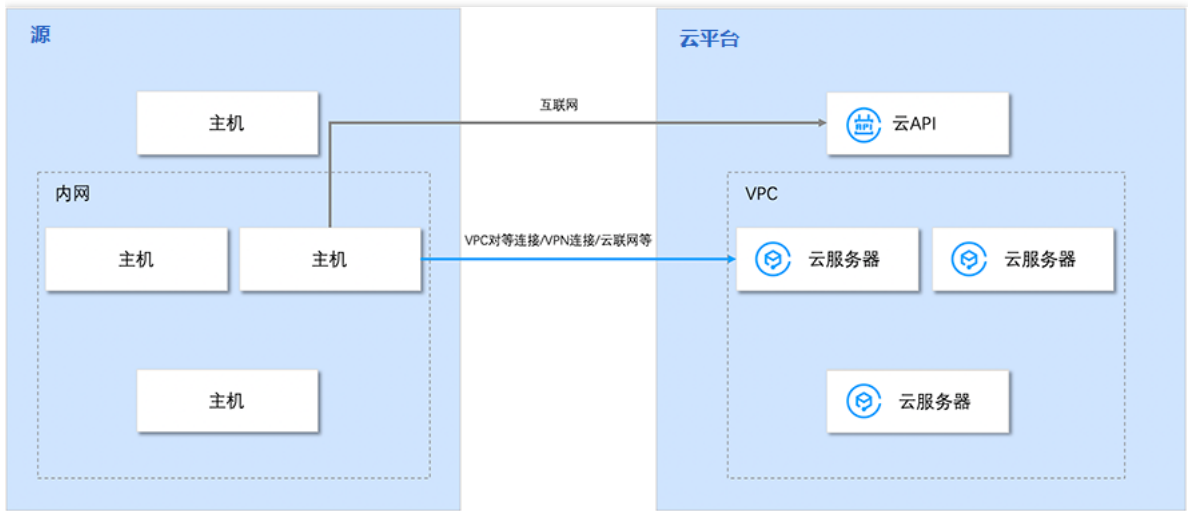 源
云平台
互联网
主机
API
云API
内网
VPC
VPC对等连接/VPN连接/云联网等
主机
主机
云服务器
云服务器
主机
云服务器